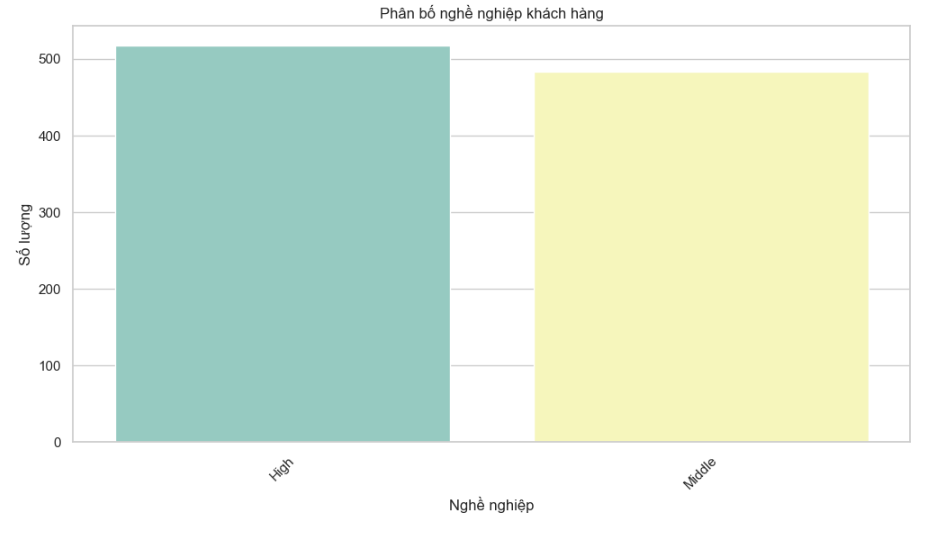 Phân bố nghề nghiệp khách hàng
500
400
300
200
100
0
Số lượng
High
Middle
Nghề nghiệp